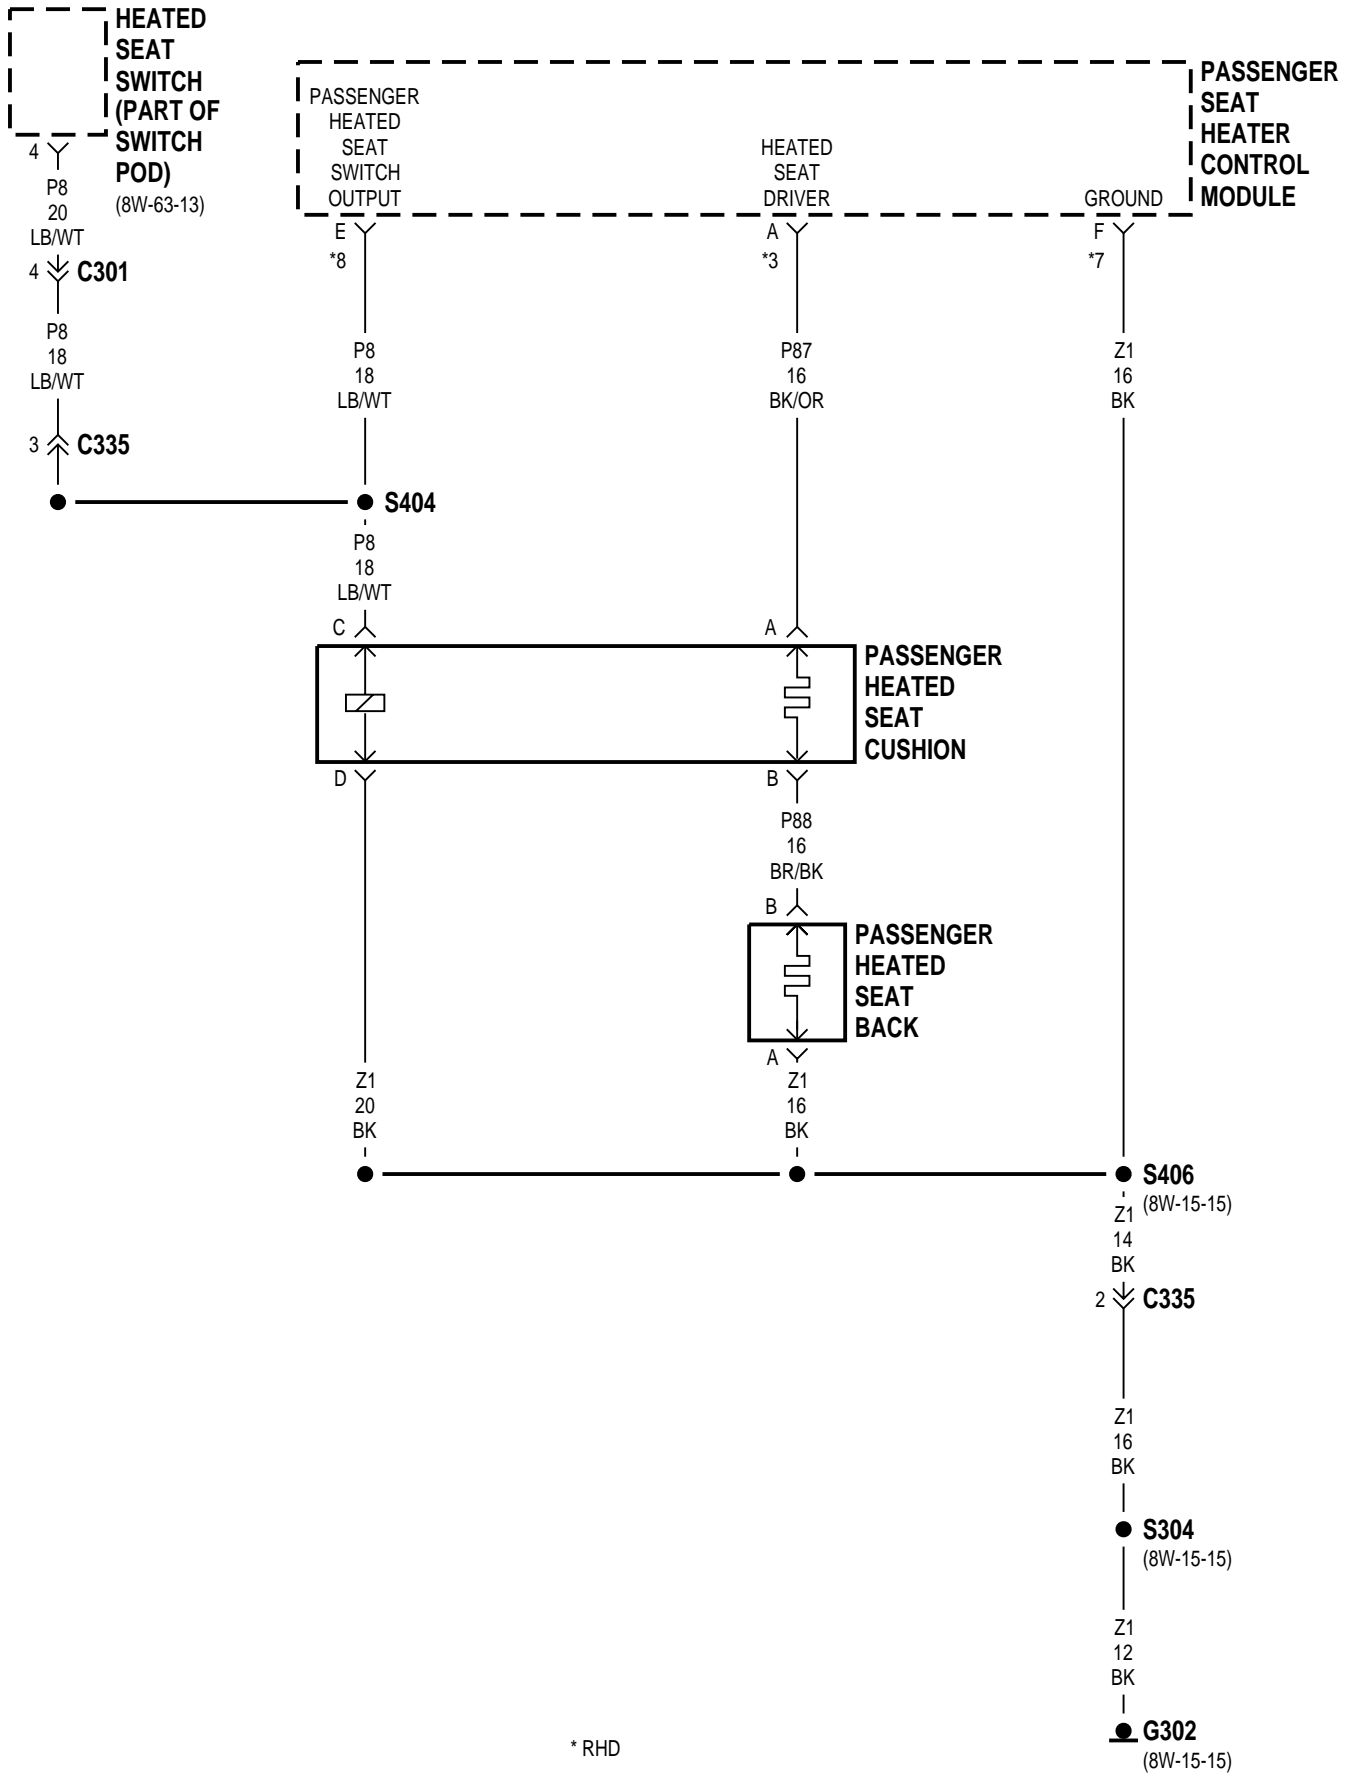 HEATED
SEAT
SWITCH
(PART OF
SWITCH
POD)
(8W-63-13)
4
P8
20
LB/WT
4
C301
P8
18
LB/WT
3
C335
PASSENGER
HEATED
SEAT
SWITCH
OUTPUT
HEATED
SEAT
DRIVER
GROUND
PASSENGER
SEAT
HEATER
CONTROL
MODULE
E
*8
A
*3
F
*7
P8
18
LB/WT
P87
16
BK/OR
Z1
16
BK
S404
P8
18
LB/WT
C
A
PASSENGER
HEATED
SEAT
CUSHION
D
B
P88
16
BR/BK
B
PASSENGER
HEATED
SEAT
BACK
A
Z1
20
BK
Z1
16
BK
S406
(8W-15-15)
Z1
14
BK
2
C335
Z1
16
BK
S304
(8W-15-15)
Z1
12
BK
G302
(8W-15-15)
* RHD